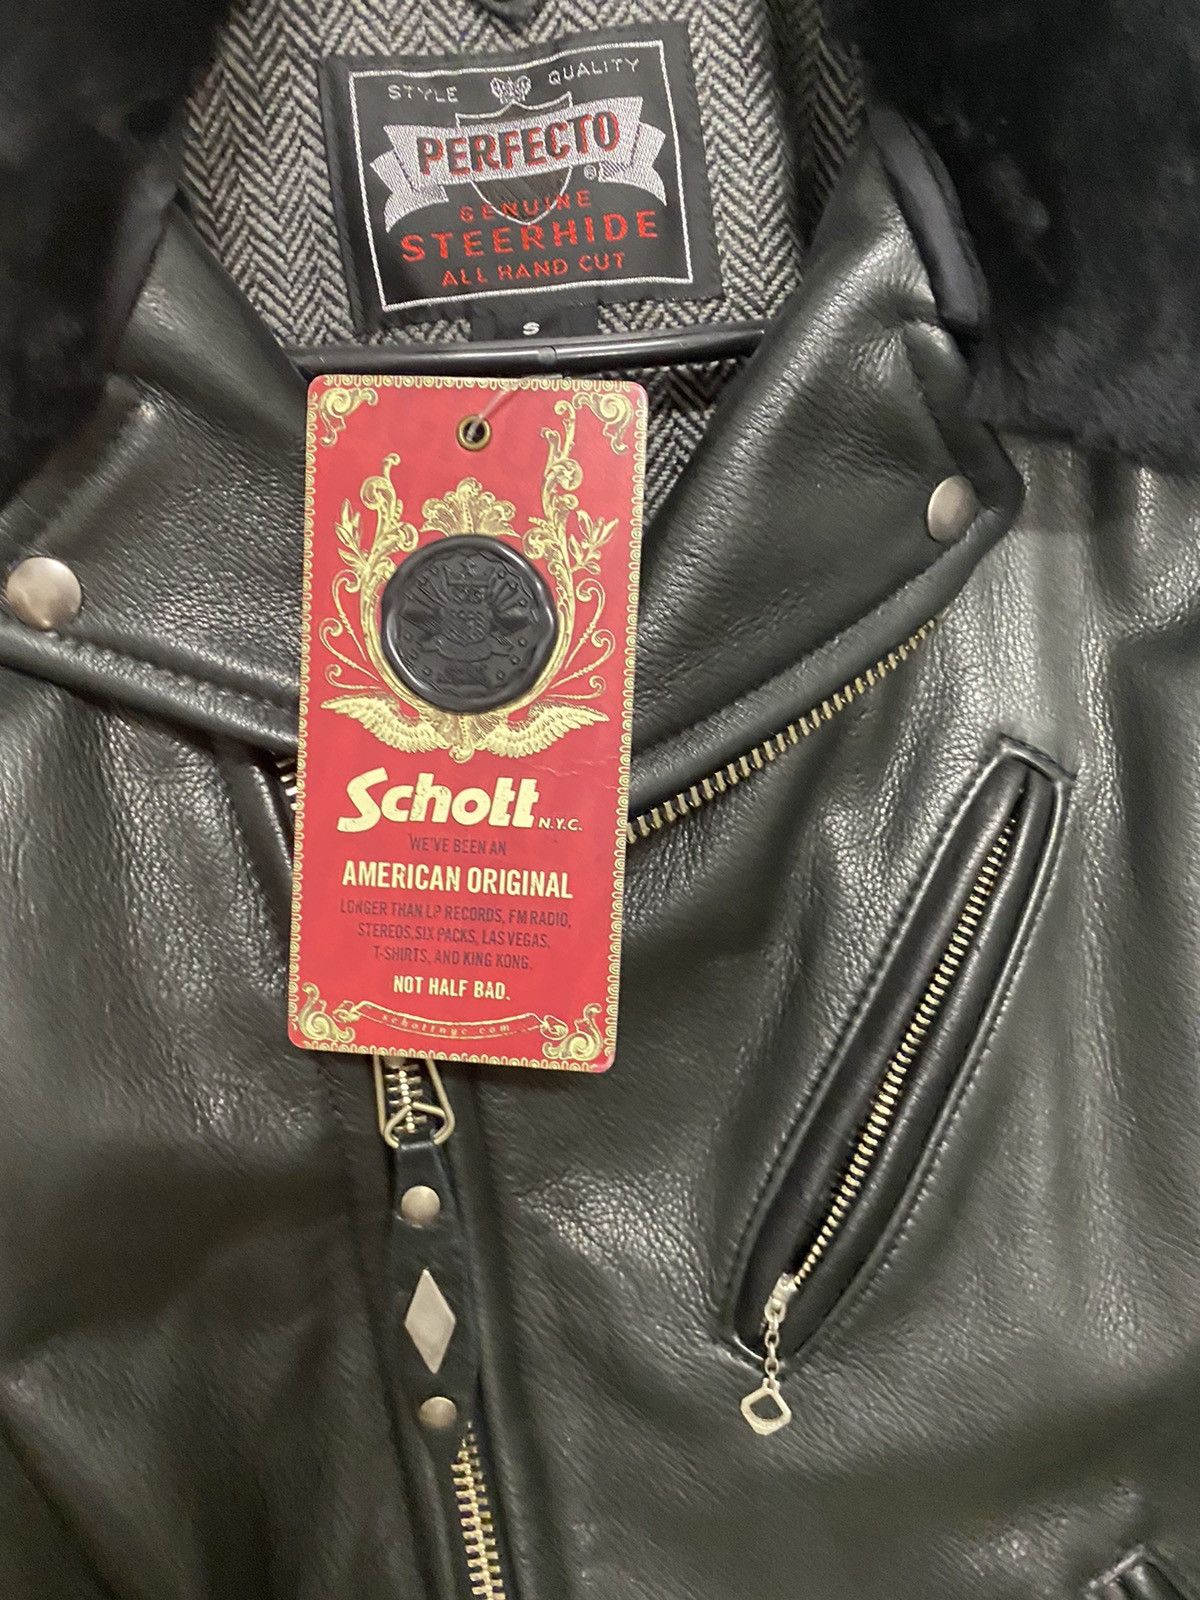 STYLE QUALITY
PERFECTO ®
GENUINE
STEERHIDE
ALL HAND CUT
S
Schott N.Y.C.
WE'VE BEEN AN
AMERICAN ORIGINAL
LONGER THAN LP RECORDS, FM RADIO,
STEREOS, SIX PACKS, LAS VEGAS,
T-SHIRTS, AND KING KONG.
NOT HALF BAD.
schottnyc.com